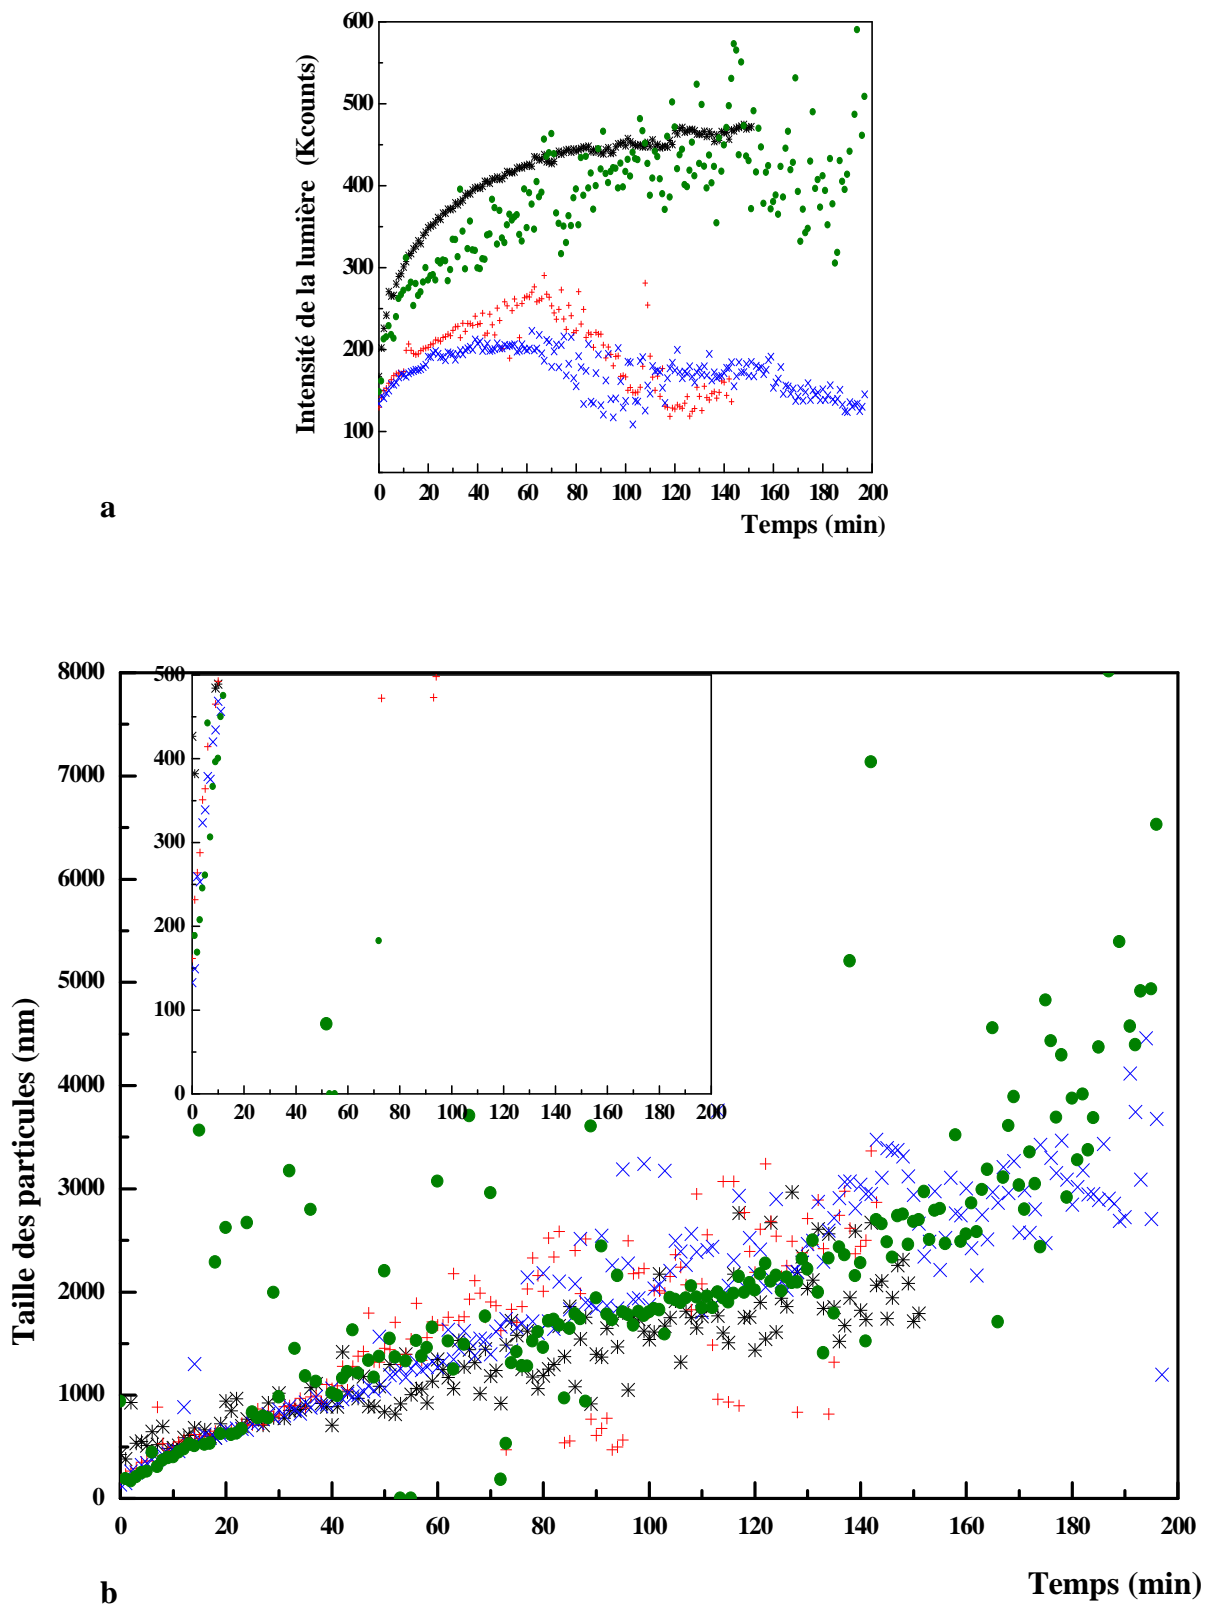 600
500
400
300
200
100
Intensité de la lumière (Kcounts)
0 20 40 60 80 100 120 140 160 180 200
Temps (min)
a
8000
7000
6000
5000
4000
3000
2000
1000
0
Taille des particules (nm)
500
400
300
200
100
0
0 20 40 60 80 100 120 140 160 180 200
0 20 40 60 80 100 120 140 160 180 200
Temps (min)
b